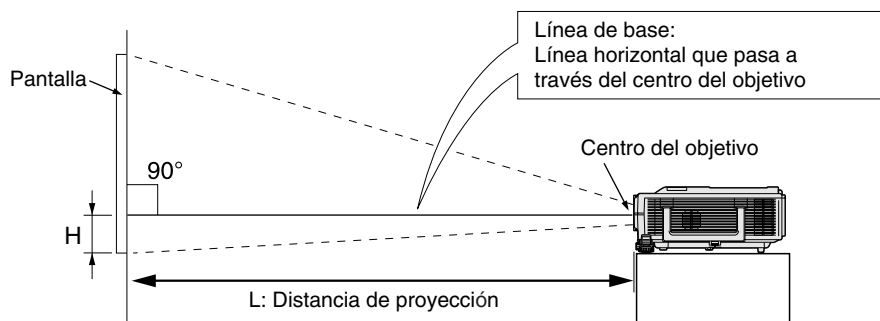 Línea de base:
Línea horizontal que pasa a
través del centro del objetivo
Pantalla
Centro del objetivo
90°
H
L: Distancia de proyección